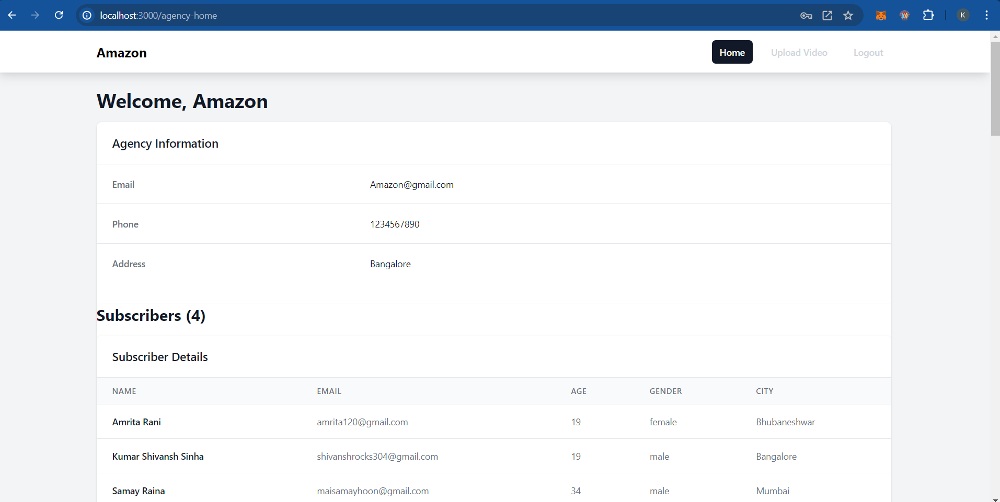 localhost:3000/agency-home
K
Amazon
Home Upload Video Logout
Welcome, Amazon
Agency Information
Email Amazon@gmail.com
Phone 1234567890
Address Bangalore
Subscribers (4)
Subscriber Details
NAME EMAIL AGE GENDER CITY
Amrita Rani amrita120@gmail.com 19 female Bhubaneshwar
Kumar Shivansh Sinha shivanshrocks304@gmail.com 19 male Bangalore
Samay Raina maisamayhoon@gmail.com 34 male Mumbai